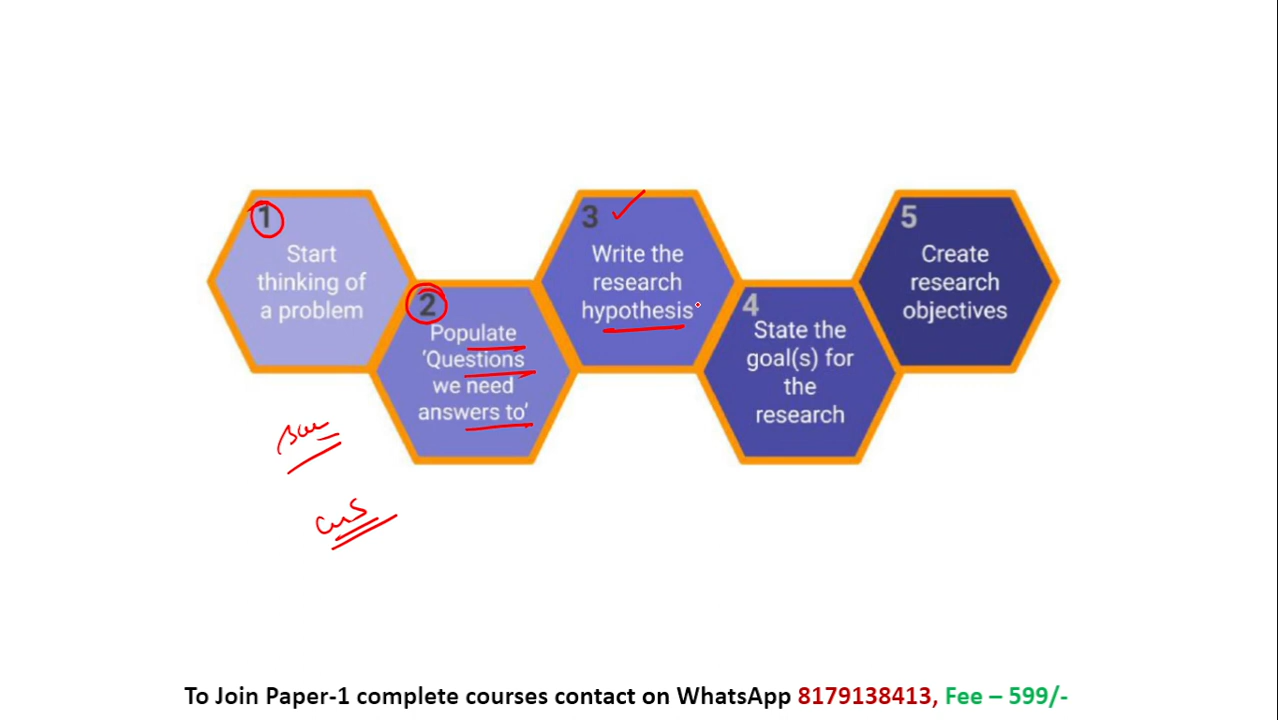 1
Start
thinking of
a problem
2
Populate
‘Questions
we need
answers to’
3
Write the
research
hypothesis
4
State the
goal(s) for
the
research
5
Create
research
objectives
To Join Paper-1 complete courses contact on WhatsApp 8179138413, Fee – 599/-